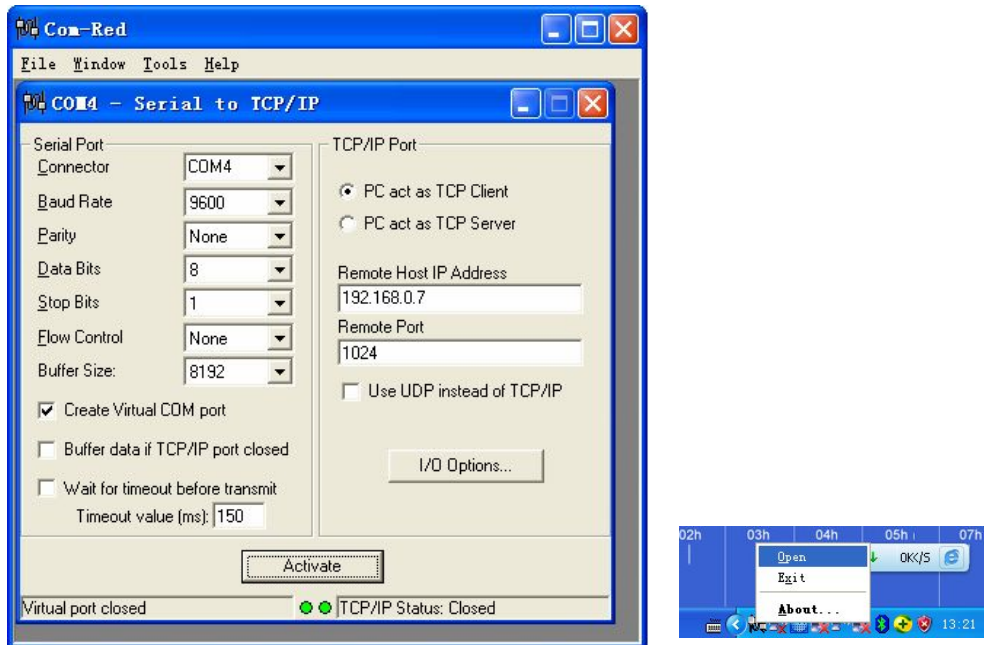 Com-Red
File Window Tools Help
COM4 - Serial to TCP/IP
Serial Port
Connector COM4
Baud Rate 9600
Parity None
Data Bits 8
Stop Bits 1
Flow Control None
Buffer Size: 8192
Create Virtual COM port
Buffer data if TCP/IP port closed
Wait for timeout before transmit
Timeout value (ms): 150
TCP/IP Port
PC act as TCP Client
PC act as TCP Server
Remote Host IP Address
192.168.0.7
Remote Port
1024
Use UDP instead of TCP/IP
I/O Options...
Activate
Virtual port closed
TCP/IP Status: Closed
02h 03h 04h 05h 07h
Open
0KK/S
Exit
About...
13:21